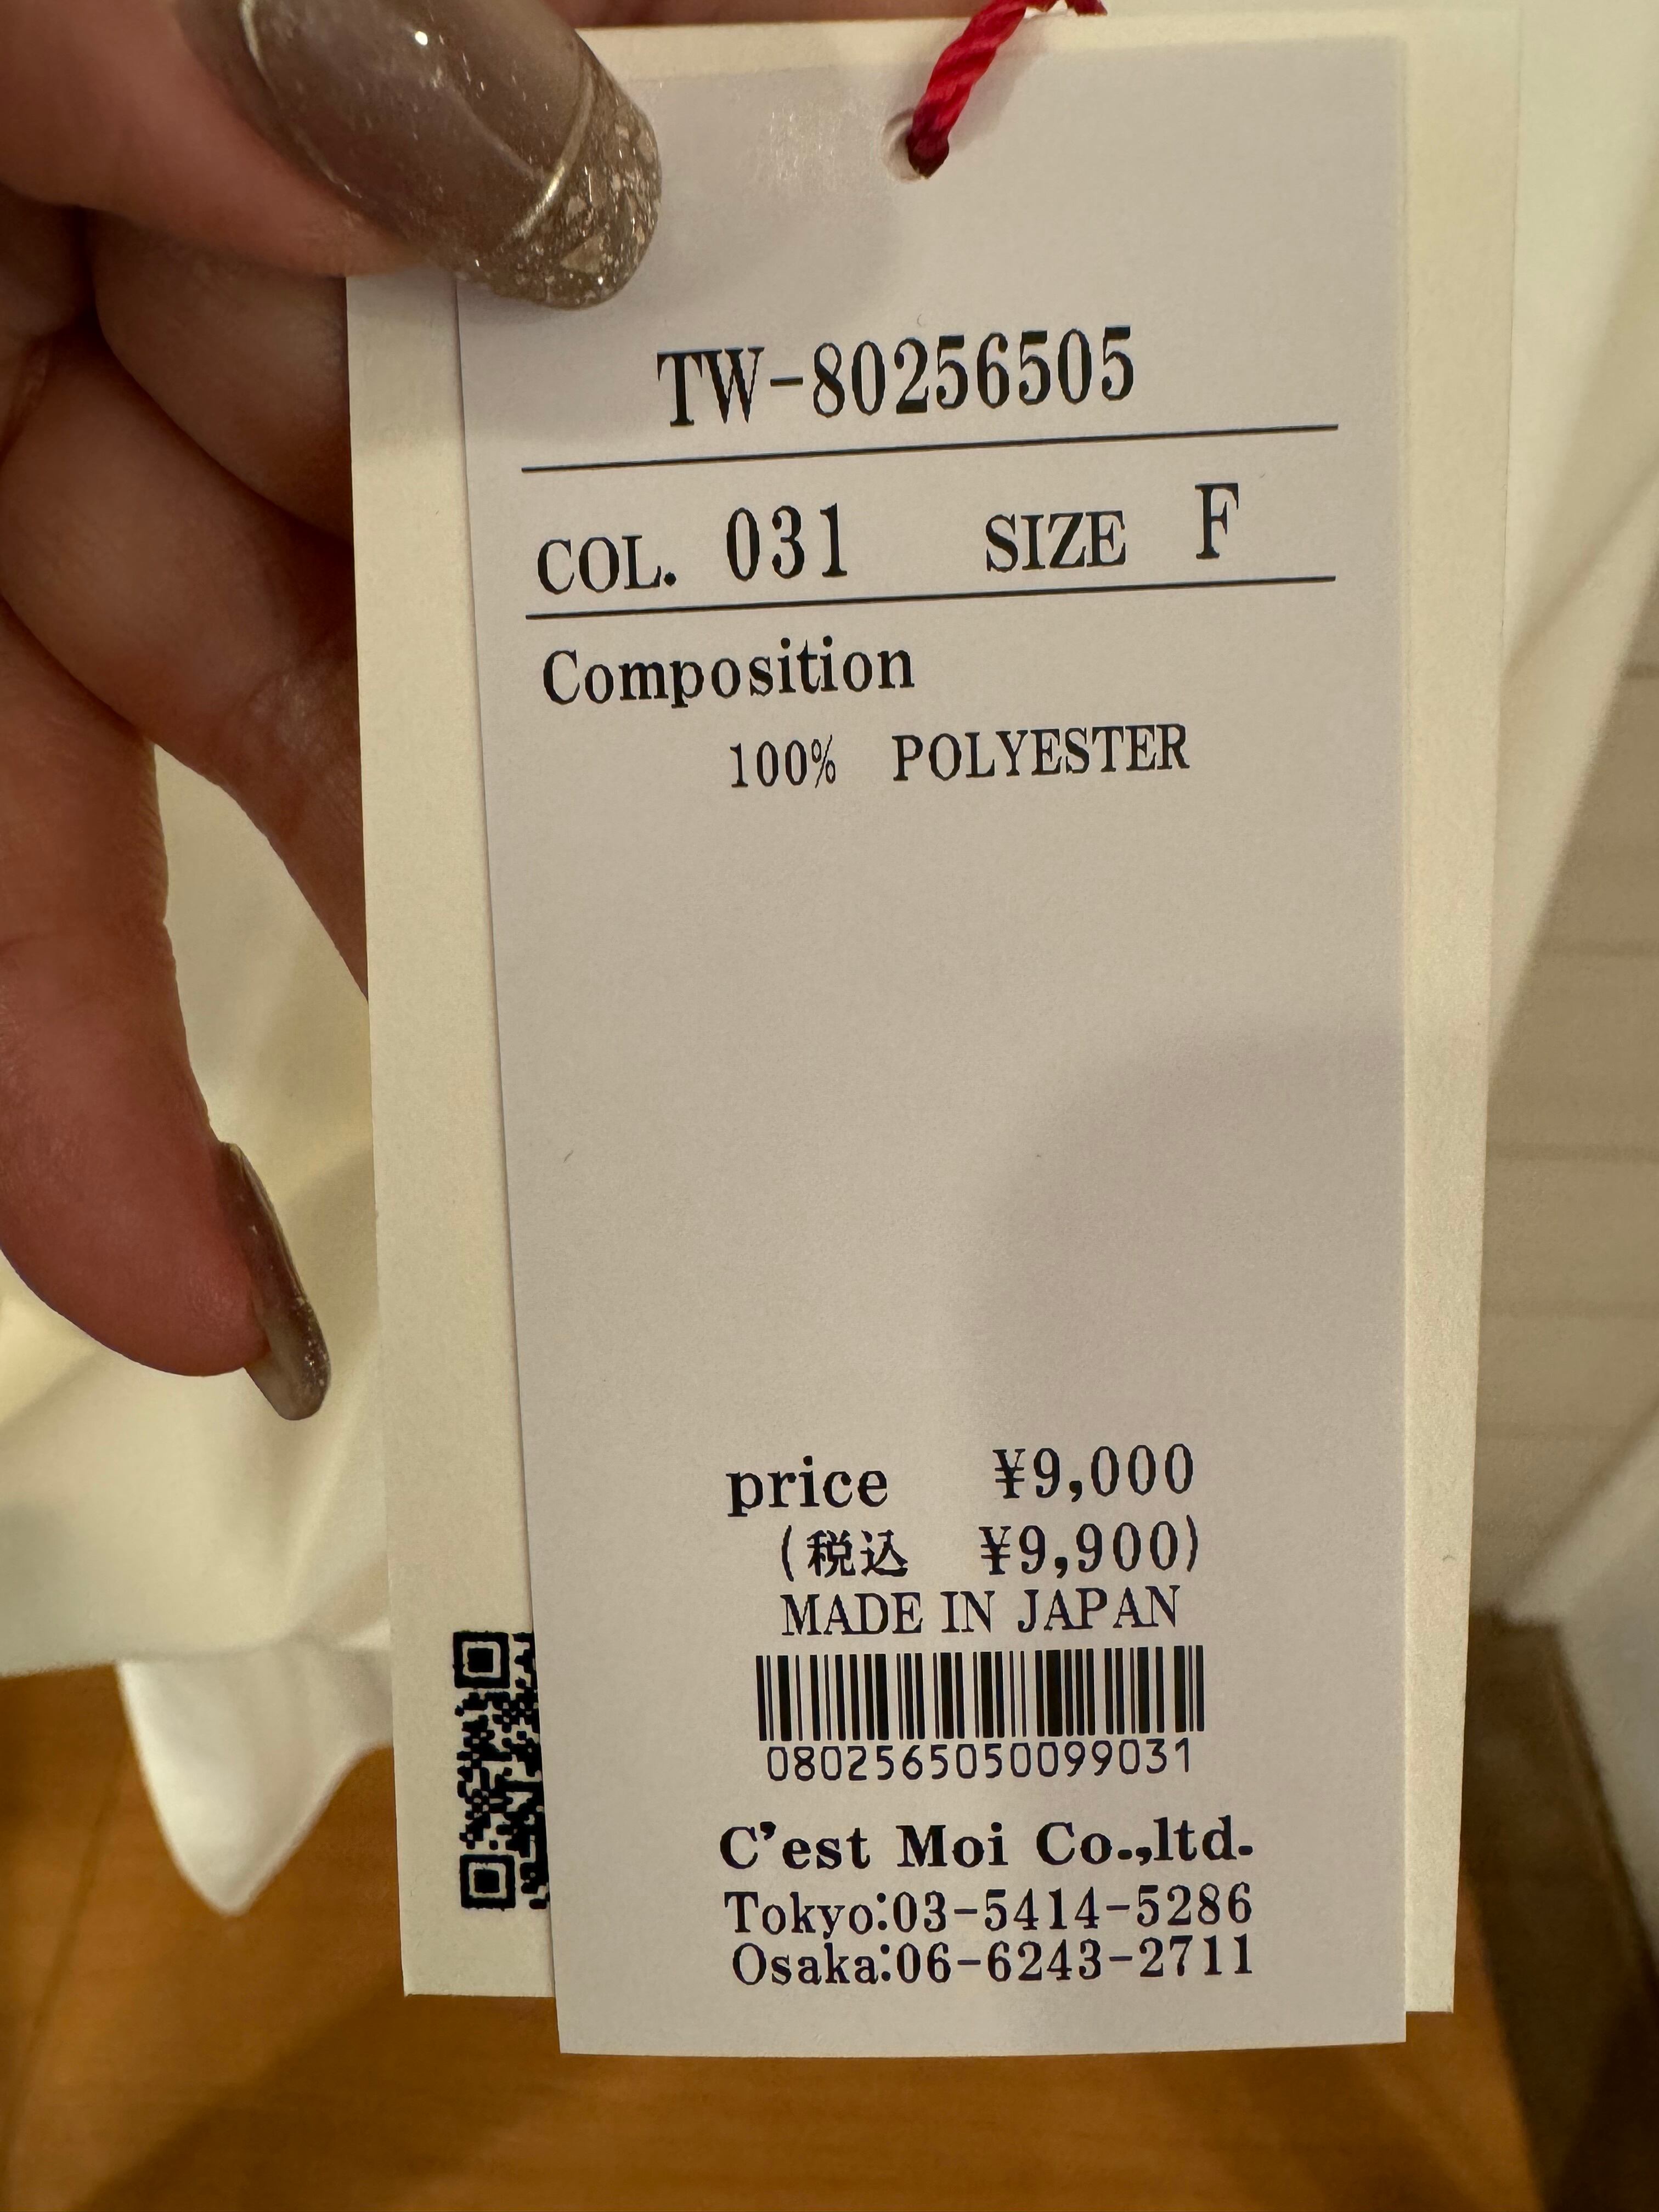 TW-80256505
COL. 031 SIZE F
Composition
100% POLYESTER
price ¥9,000
(税込 ¥9,900)
MADE IN JAPAN
0802565050099031
C'est Moi Co.,ltd.
Tokyo:03-5414-5286
Osaka:06-6243-2711